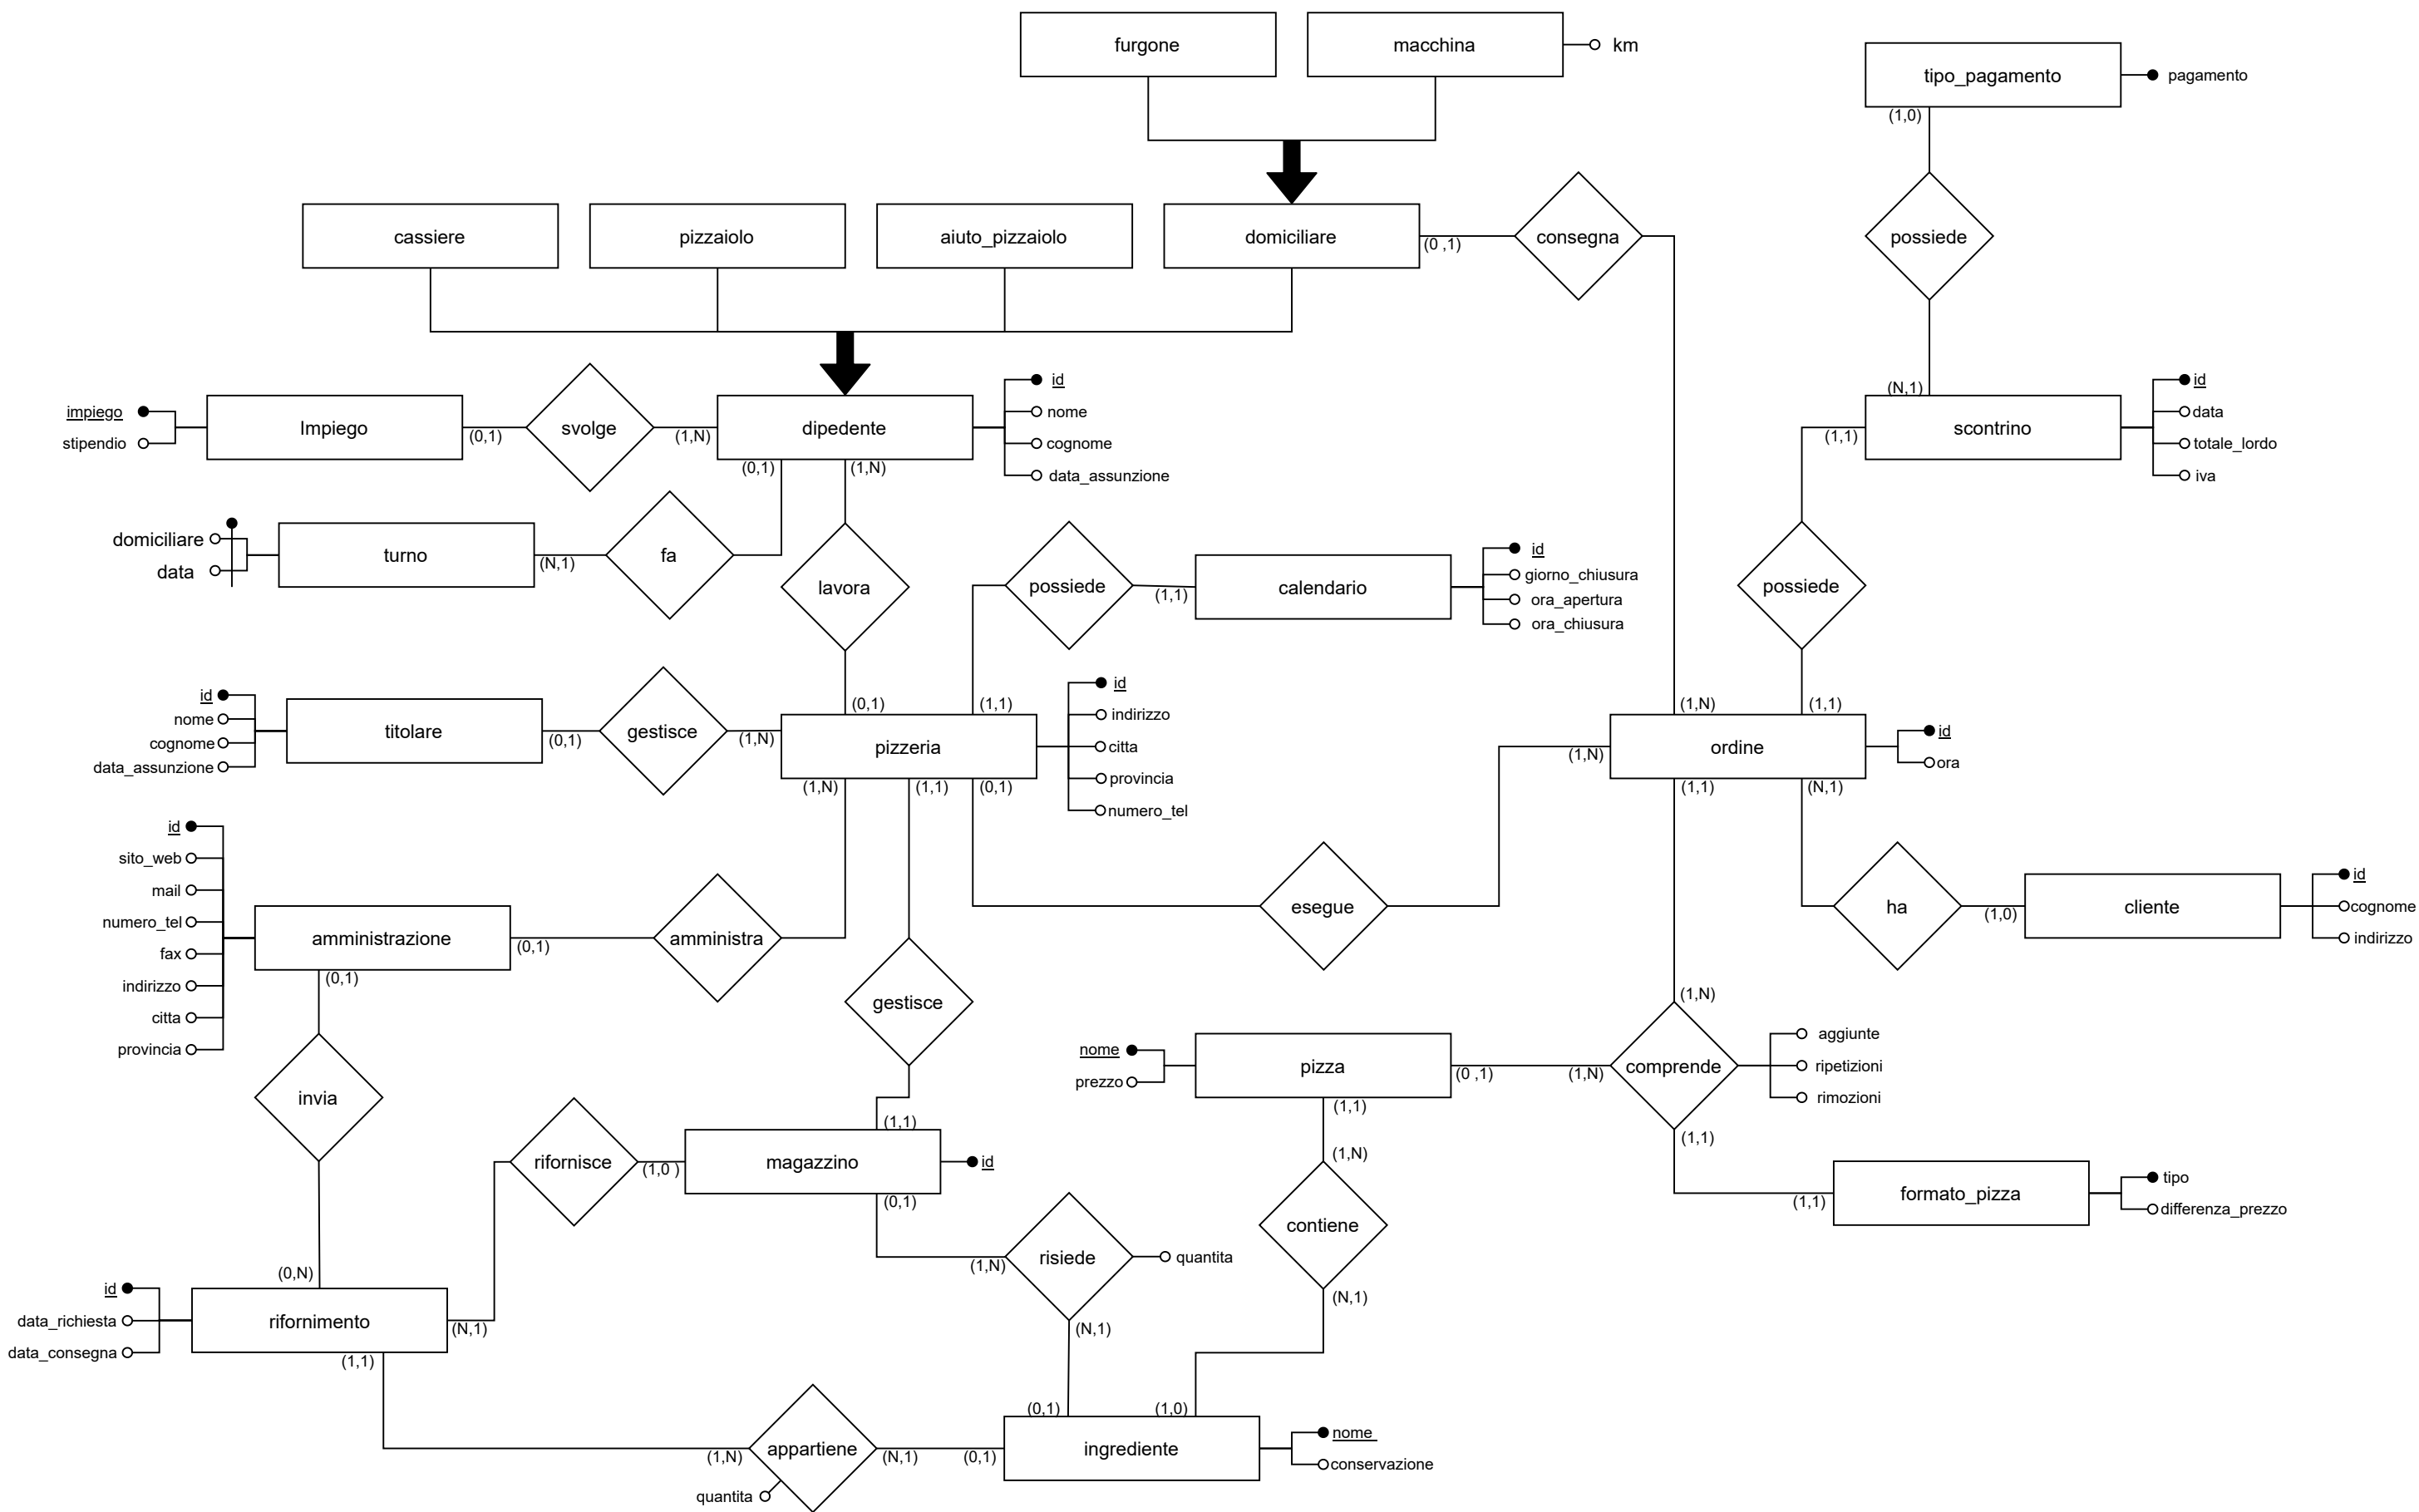 furgone
macchina
km
tipo_pagamento
pagamento
(1,0)
cassiere
pizzaiolo
aiuto_pizzaiolo
domiciliare
(0 ,1)
consegna
possiede
(N,1)
impiego
stipendio
Impiego
(0,1)
svolge
(1,N)
dipedente
id
nome
cognome
data_assunzione
(0,1)
(1,N)
(1,1)
scontrino
id
data
totale_lordo
iva
domiciliare
data
turno
(N,1)
fa
lavora
possiede
(1,1)
calendario
id
giorno_chiusura
ora_apertura
ora_chiusura
possiede
id
nome
cognome
data_assunzione
titolare
(0,1)
gestisce
(1,N)
(0,1)
(1,1)
pizzeria
id
indirizzo
citta
provincia
numero_tel
(1,N)
(1,1)
(0,1)
(1,N)
(1,1)
(1,N)
ordine
id
ora
(1,1)
(N,1)
id
sito_web
mail
numero_tel
fax
indirizzo
citta
provincia
amministrazione
(0,1)
(0,1)
amministra
gestisce
esegue
ha
(1,0)
cliente
id
cognome
indirizzo
invia
(0,N)
nome
prezzo
pizza
(0 ,1)
(1,N)
(1,N)
comprende
aggiunte
ripetizioni
rimozioni
(1,1)
(1,1)
formato_pizza
tipo
differenza_prezzo
(1,1)
(1,N)
contiene
(N,1)
rifornisce
(1,0 )
(1,1)
magazzino
id
(0,1)
(1,N)
risiede
quantita
(N,1)
id
data_richiesta
data_consegna
rifornimento
(N,1)
(1,1)
(1,N)
appartiene
quantita
(N,1)
(0,1)
(0,1)
(1,0)
ingrediente
nome
conservazione